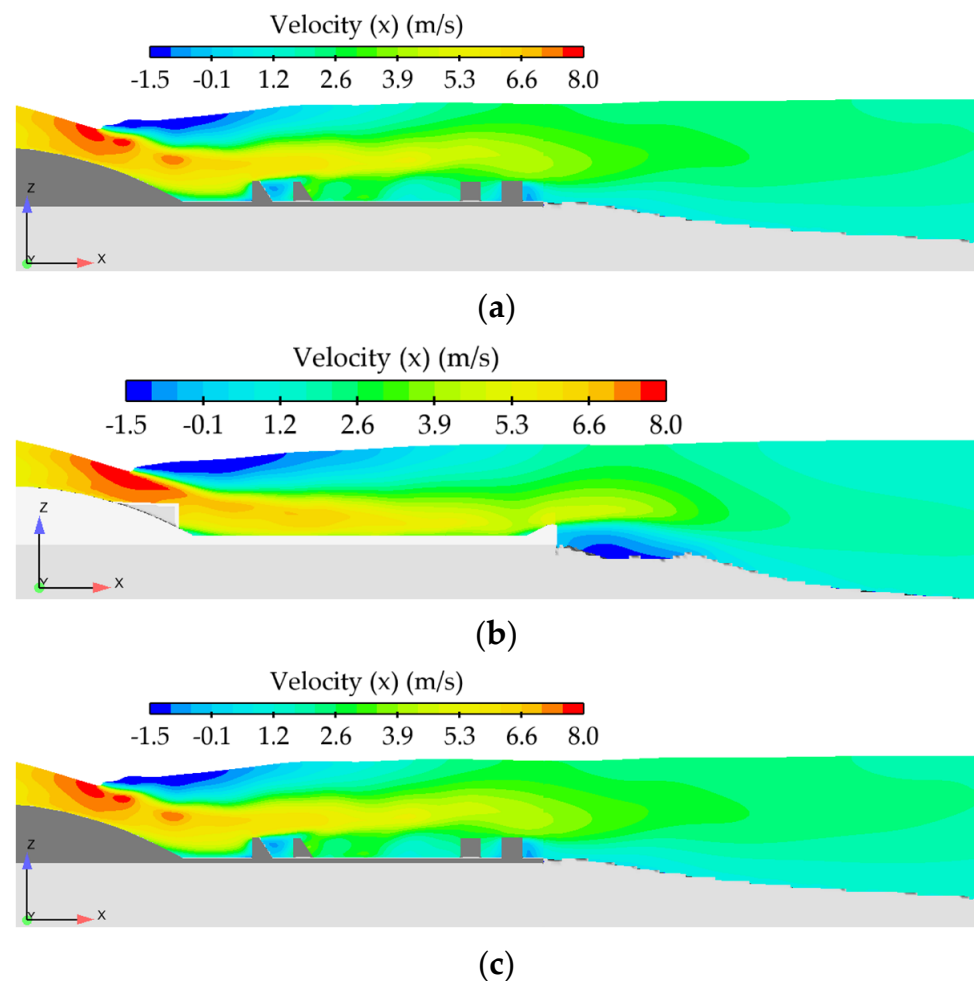 Velocity (x) (m/s)
-1.5 -0.1 1.2 2.6 3.9 5.3 6.6 8.0
Z
Y X
(a)
Velocity (x) (m/s)
-1.5 -0.1 1.2 2.6 3.9 5.3 6.6 8.0
Z
Y X
(b)
Velocity (x) (m/s)
-1.5 -0.1 1.2 2.6 3.9 5.3 6.6 8.0
Z
Y X
(c)